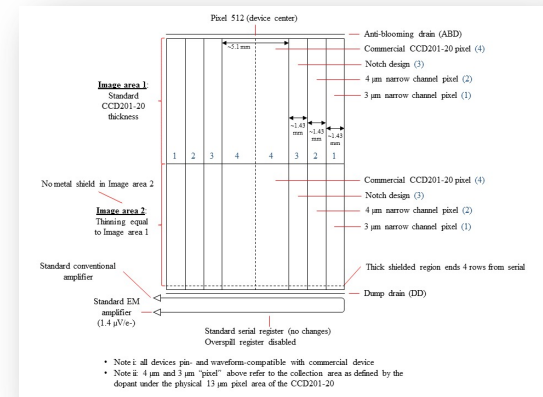 Pixel 512 (device center)
Anti-blooming drain (ABD)
~5.1 mm
Commercial CCD201-20 pixel (4)
Notch design (3)
4 μm narrow channel pixel (2)
3 μm narrow channel pixel (1)
Image area 1:
Standard
CCD201-20
thickness
~1.43
mm
~1.43
mm
~1.43
mm
1 2 3 4 4 3 2 1
No metal shield in Image area 2
Commercial CCD201-20 pixel (4)
Notch design (3)
4 μm narrow channel pixel (2)
3 μm narrow channel pixel (1)
Image area 2:
Thinning equal
to Image area 1
Standard conventional
amplifier
Thick shielded region ends 4 rows from serial
Dump drain (DD)
Standard EM
amplifier
(1.4 μV/e-)
Standard serial register (no changes)
Overspill register disabled
• Note i: all devices pin- and waveform-compatible with commercial device
• Note ii: 4 μm and 3 μm “pixel” above refer to the collection area as defined by the
dopant under the physical 13 μm pixel area of the CCD201-20